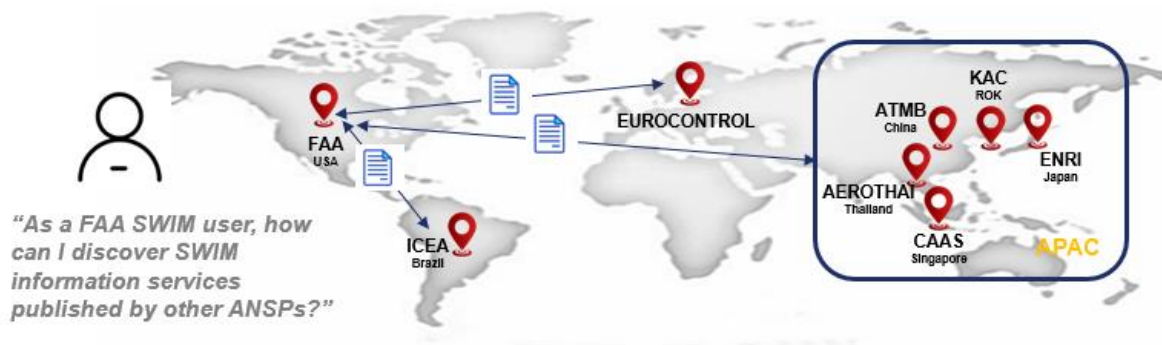 FAA
USA
EUROCONTROL
ICEA
Brazil
KAC
ROK
ATMB
China
ENRI
Japan
AEROTHAI
Thailand
CAAS
Singapore
APAC
“As a FAA SWIM user, how
can I discover SWIM
information services
published by other ANSPs?”